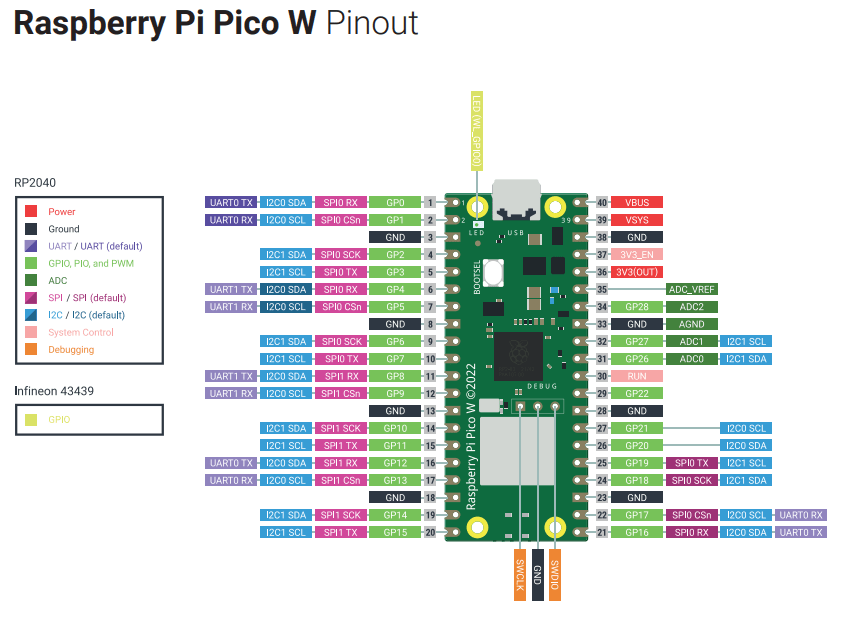 Raspberry Pi Pico W Pinout
LED (WL_GPIO0)
RP2040
Power
Ground
UART / UART (default)
GPIO, PIO, and PWM
ADC
SPI / SPI (default)
I2C / I2C (default)
System Control
Debugging
Infineon 43439
GPIO
UART0 TX I2C0 SDA SPI0 RX GP0 1
UART0 RX I2C0 SCL SPI0 CSn GP1 2
GND 3
I2C1 SDA SPI0 SCK GP2 4
I2C1 SCL SPI0 TX GP3 5
UART1 TX I2C0 SDA SPI0 RX GP4 6
UART1 RX I2C0 SCL SPI0 CSn GP5 7
GND 8
I2C1 SDA SPI0 SCK GP6 9
I2C1 SCL SPI0 TX GP7 10
UART1 TX I2C0 SDA SPI1 RX GP8 11
UART1 RX I2C0 SCL SPI1 CSn GP9 12
GND 13
I2C1 SDA SPI1 SCK GP10 14
I2C1 SCL SPI1 TX GP11 15
UART0 TX I2C0 SDA SPI1 RX GP12 16
UART0 RX I2C0 SCL SPI1 CSn GP13 17
GND 18
I2C1 SDA SPI1 SCK GP14 19
I2C1 SCL SPI1 TX GP15 20
1
2
39
LED
USB
BOOTSEL
DEBUG
Raspberry Pi Pico W ©2022
40 VBUS
39 VSYS
38 GND
37 3V3_EN
36 3V3(OUT)
35 ADC_VREF
34 GP28 ADC2
33 GND AGND
32 GP27 ADC1 I2C1 SCL
31 GP26 ADC0 I2C1 SDA
30 RUN
29 GP22
28 GND
27 GP21 I2C0 SCL
26 GP20 I2C0 SDA
25 GP19 SPI0 TX I2C1 SCL
24 GP18 SPI0 SCK I2C1 SDA
23 GND
22 GP17 SPI0 CSn I2C0 SCL UART0 RX
21 GP16 SPI0 RX I2C0 SDA UART0 TX
SWCLK
GND
SWDIO